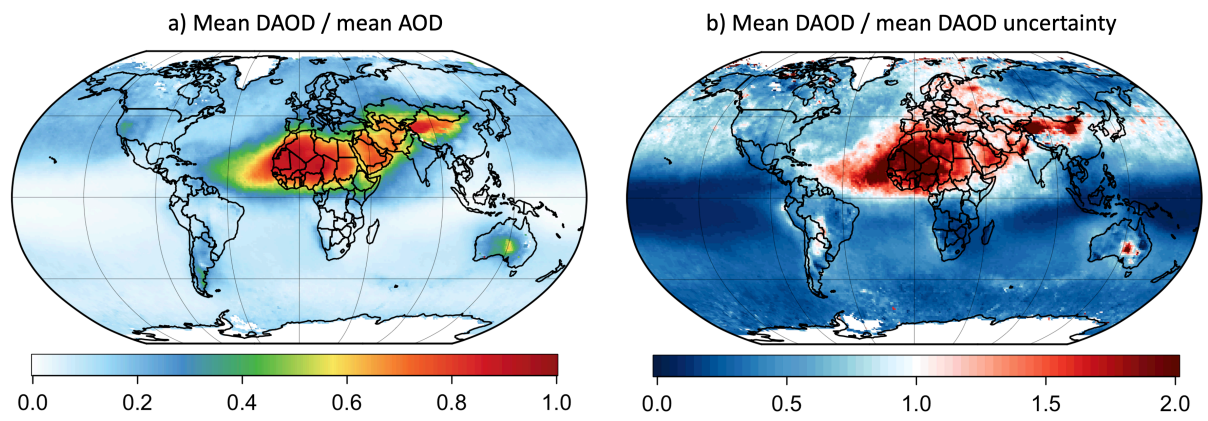 a) Mean DAOD / mean AOD
b) Mean DAOD / mean DAOD uncertainty
0.0 0.2 0.4 0.6 0.8 1.0
0.0 0.5 1.0 1.5 2.0